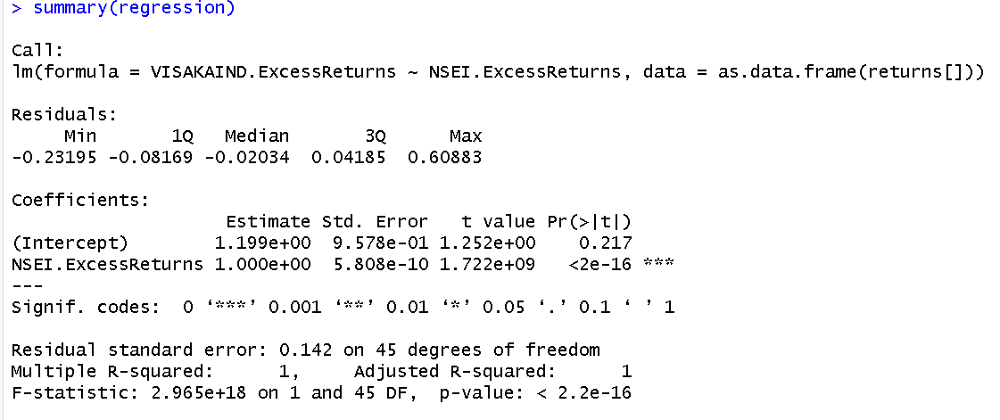 > summary(regression)
Call:
lm(formula = VISAKAIND.ExcessReturns ~ NSEI.ExcessReturns, data = as.data.frame(returns[]))
Residuals:
     Min       1Q   Median       3Q      Max
-0.23195 -0.08169 -0.02034  0.04185  0.60883
Coefficients:
                    Estimate Std. Error   t value Pr(>|t|)
(Intercept)        1.199e+00  9.578e-01 1.252e+00    0.217
NSEI.ExcessReturns 1.000e+00  5.808e-10 1.722e+09   <2e-16 ***
---
Signif. codes:  0 ‘***’ 0.001 ‘**’ 0.01 ‘*’ 0.05 ‘.’ 0.1 ‘ ’ 1
Residual standard error: 0.142 on 45 degrees of freedom
Multiple R-squared:      1,	Adjusted R-squared:      1
F-statistic: 2.965e+18 on 1 and 45 DF,  p-value: < 2.2e-16